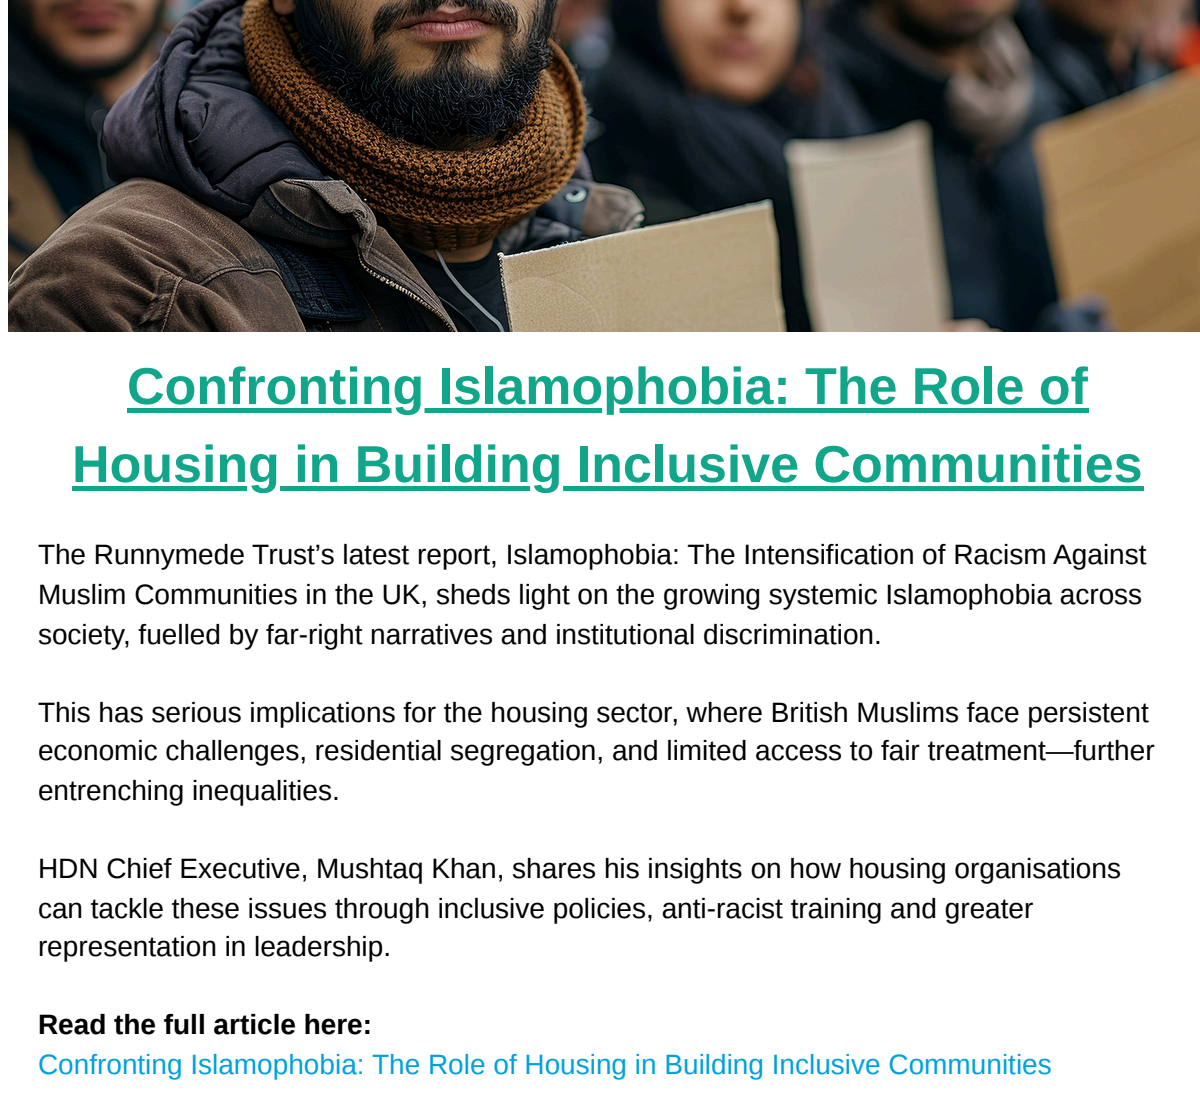 Confronting Islamophobia: The Role of
Housing in Building Inclusive Communities
The Runnymede Trust’s latest report, Islamophobia: The Intensification of Racism Against
Muslim Communities in the UK, sheds light on the growing systemic Islamophobia across
society, fuelled by far-right narratives and institutional discrimination.
This has serious implications for the housing sector, where British Muslims face persistent
economic challenges, residential segregation, and limited access to fair treatment—further
entrenching inequalities.
HDN Chief Executive, Mushtaq Khan, shares his insights on how housing organisations
can tackle these issues through inclusive policies, anti-racist training and greater
representation in leadership.
Read the full article here:
Confronting Islamophobia: The Role of Housing in Building Inclusive Communities